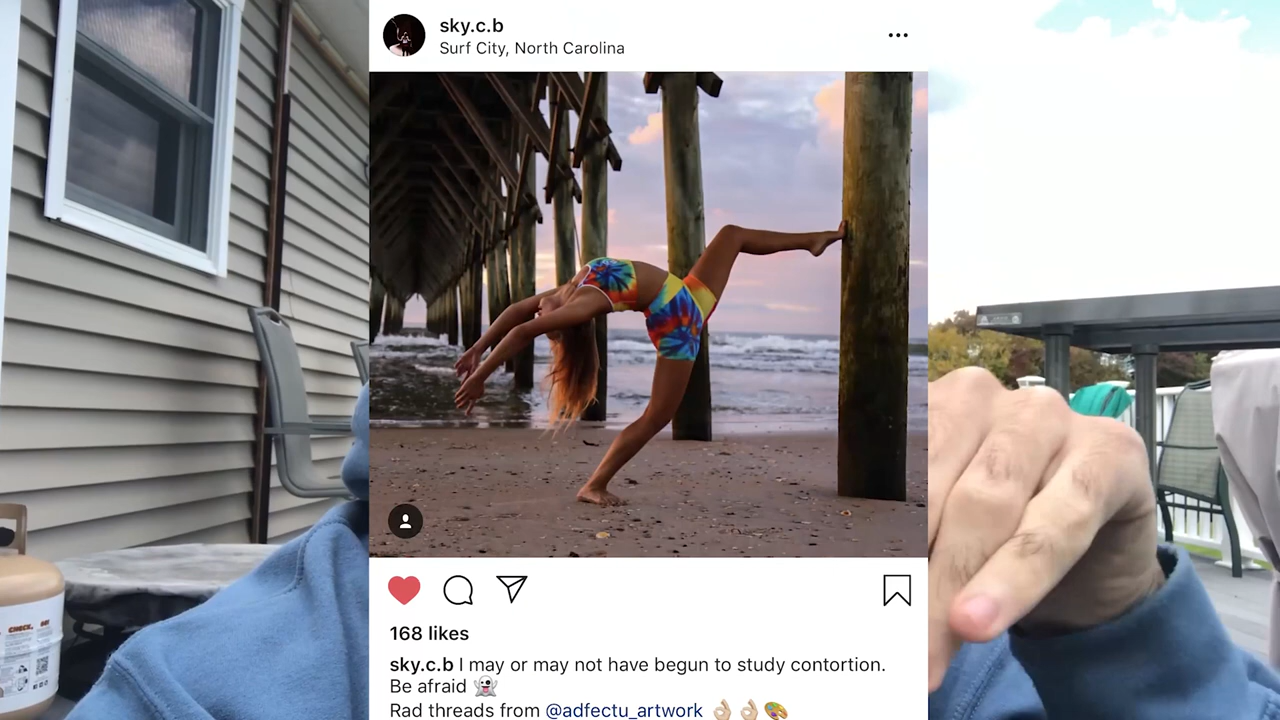 sky.c.b
Surf City, North Carolina
168 likes
sky.c.b I may or may not have begun to study contortion.
Be afraid 👻
Rad threads from @adfectu_artwork 👌🏼👌🏼🎨
CHECK.